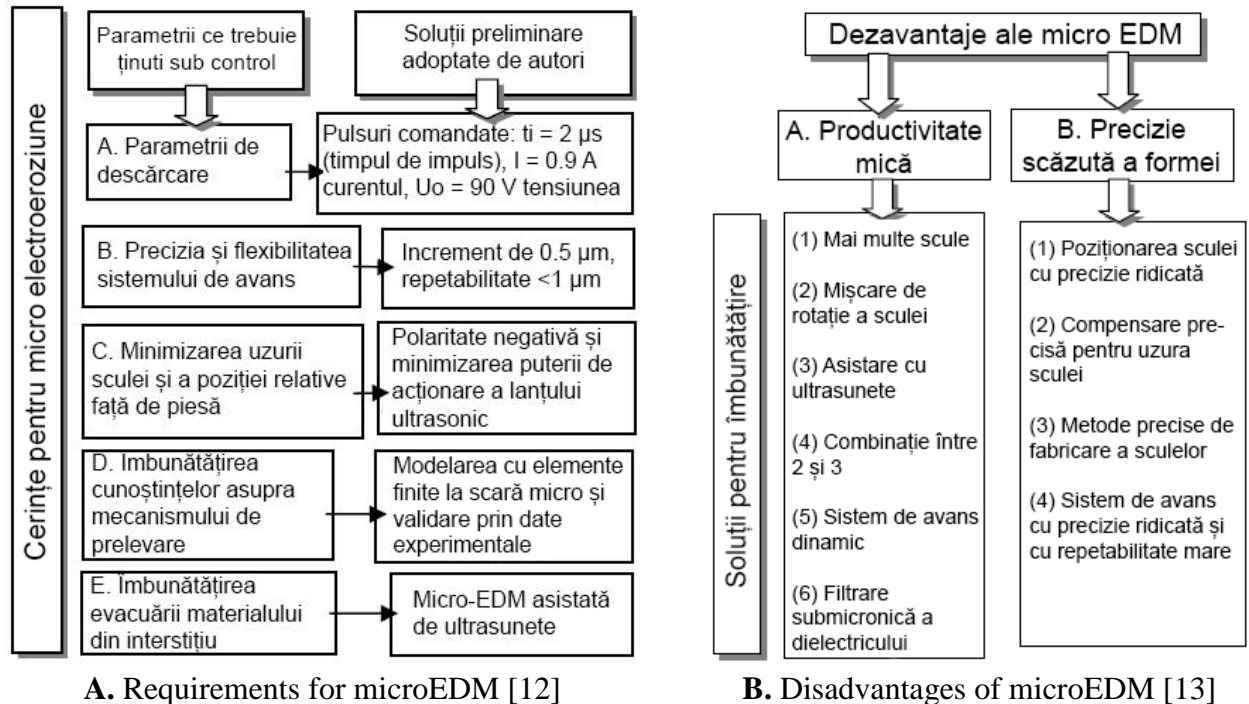 Cerințe pentru micro electroeroziune
Parametrii ce trebuie
ținuti sub control
Soluții preliminare
adoptate de autori
A. Parametrii de
descărcare
Pulsuri comandate: ti = 2 µs
(timpul de impuls), I = 0.9 A
curentul, Uo = 90 V tensiunea
B. Precizia și flexibilitatea
sistemului de avans
Increment de 0.5 µm,
repetabilitate <1 µm
C. Minimizarea uzurii
sculei și a poziției relative
față de piesă
Polaritate negativă și
minimizarea puterii de
acționare a lanțului
ultrasonic
D. Imbunătățirea
cunoștințelor asupra
mecanismului de
prelevare
Modelarea cu elemente
finite la scară micro și
validare prin date
experimentale
E. Îmbunătățirea
evacuării materialului
din interstițiu
Micro-EDM asistată
de ultrasunete
A. Requirements for microEDM [12]
Dezavantaje ale micro EDM
A. Productivitate
mică
B. Precizie
scăzută a formei
Soluții pentru îmbunătățire
(1) Mai multe scule
(2) Mișcare de
rotație a sculei
(3) Asistare cu
ultrasunete
(4) Combinație între
2 și 3
(5) Sistem de avans
dinamic
(6) Filtrare
submicronică a
dielectricului
(1) Poziționarea sculei
cu precizie ridicată
(2) Compensare pre-
cisă pentru uzura
sculei
(3) Metode precise de
fabricare a sculelor
(4) Sistem de avans
cu precizie ridicată și
cu repetabilitate mare
B. Disadvantages of microEDM [13]